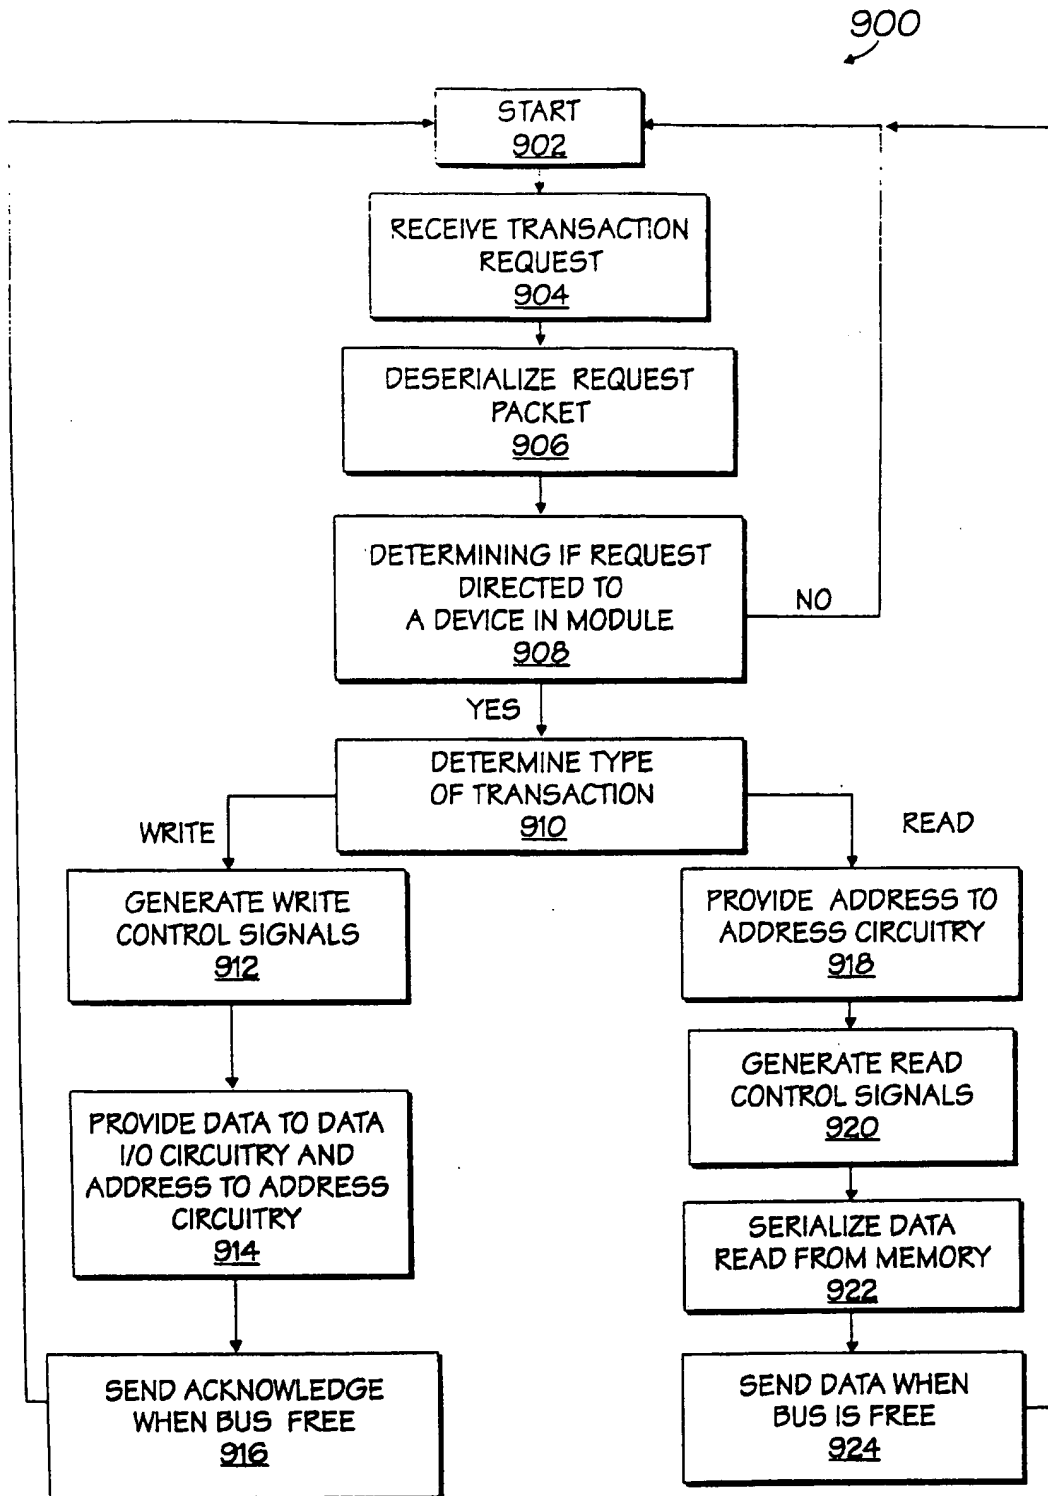 900
START
902
RECEIVE TRANSACTION
REQUEST
904
DESERIALIZE REQUEST
PACKET
906
DETERMINING IF REQUEST
DIRECTED TO
A DEVICE IN MODULE
908
NO
YES
DETERMINE TYPE
OF TRANSACTION
910
WRITE
READ
GENERATE WRITE
CONTROL SIGNALS
912
PROVIDE DATA TO DATA
I/O CIRCUITRY AND
ADDRESS TO ADDRESS
CIRCUITRY
914
SEND ACKNOWLEDGE
WHEN BUS FREE
916
PROVIDE ADDRESS TO
ADDRESS CIRCUITRY
918
GENERATE READ
CONTROL SIGNALS
920
SERIALIZE DATA
READ FROM MEMORY
922
SEND DATA WHEN
BUS IS FREE
924